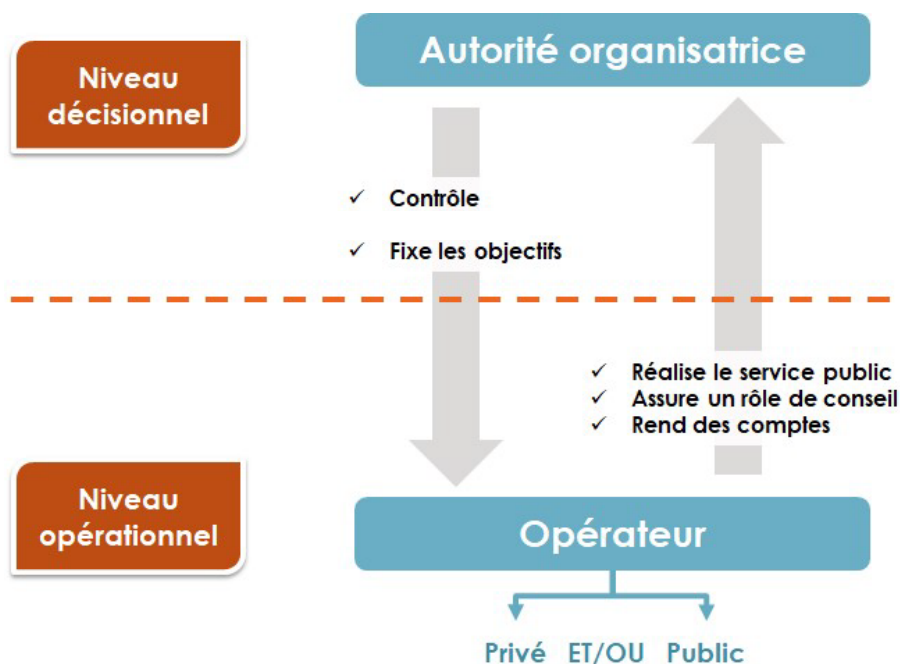 Autorité organisatrice
Niveau
décisionnel
✓ Contrôle
✓ Fixe les objectifs
✓ Réalise le service public
✓ Assure un rôle de conseil
✓ Rend des comptes
Niveau
opérationnel
Opérateur
Privé ET/OU Public